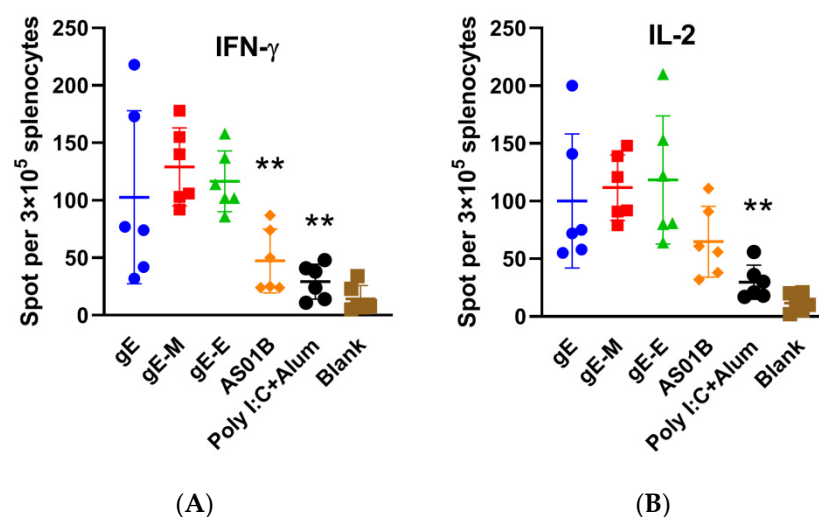 IFN-γ
Spot per 3×10⁵ splenocytes
250
200
150
100
50
0
**
**
gE
gE-M
gE-E
AS01B
Poly I:C+Alum
Blank
(A)
IL-2
Spot per 3×10⁵ splenocytes
250
200
150
100
50
0
**
gE
gE-M
gE-E
AS01B
Poly I:C+Alum
Blank
(B)